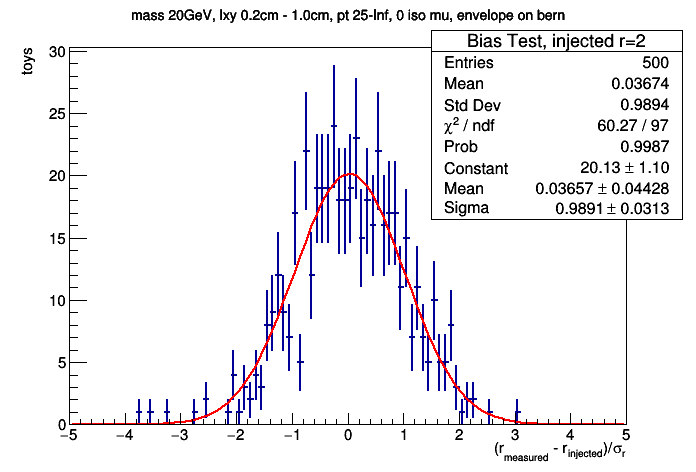 mass 20GeV, lxy 0.2cm - 1.0cm, pt 25-Inf, 0 iso mu, envelope on bern
Bias Test, injected r=2
Entries 500
Mean 0.03674
Std Dev 0.9894
χ² / ndf 60.27 / 97
Prob 0.9987
Constant 20.13 ± 1.10
Mean 0.03657 ± 0.04428
Sigma 0.9891 ± 0.0313
toys
30
25
20
15
10
5
0
−5 −4 −3 −2 −1 0 1 2 3 4 5
(r_measured - r_injected)/σ_r